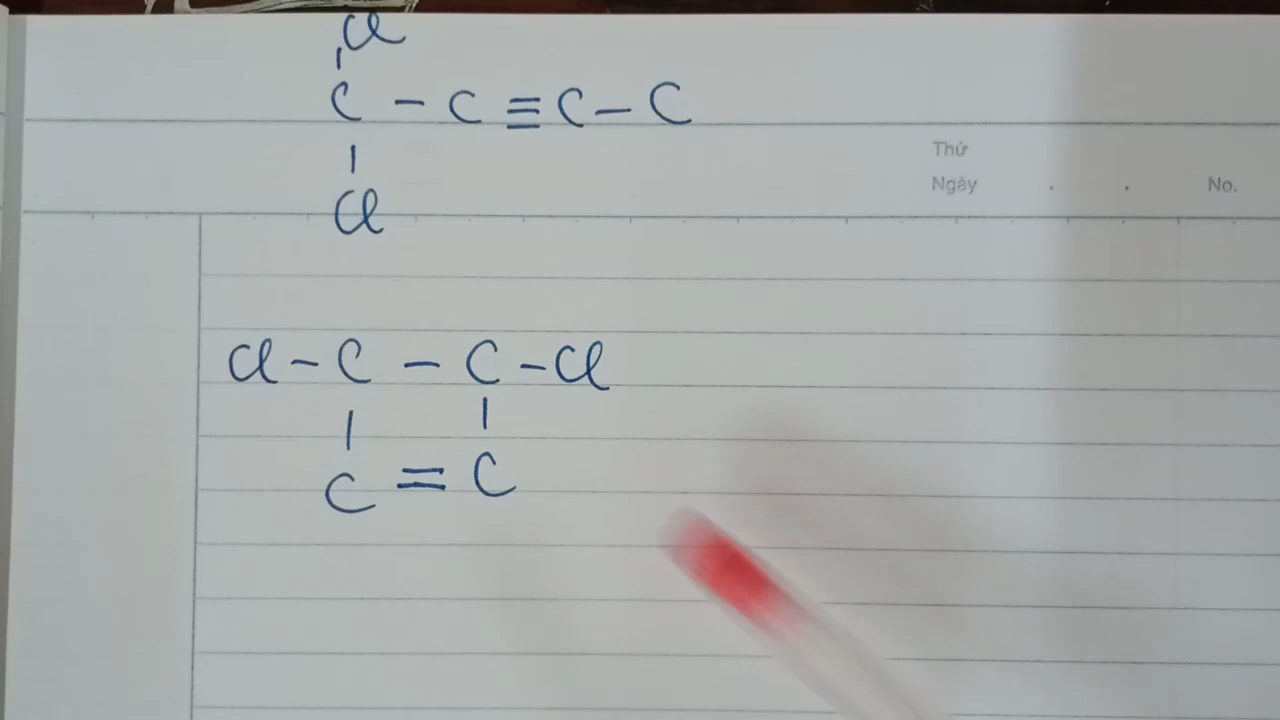 Cl
|
C - C ≡ C - C
|
Cl
Thứ
Ngày . . No.
Cl - C - C - Cl
| |
C = C